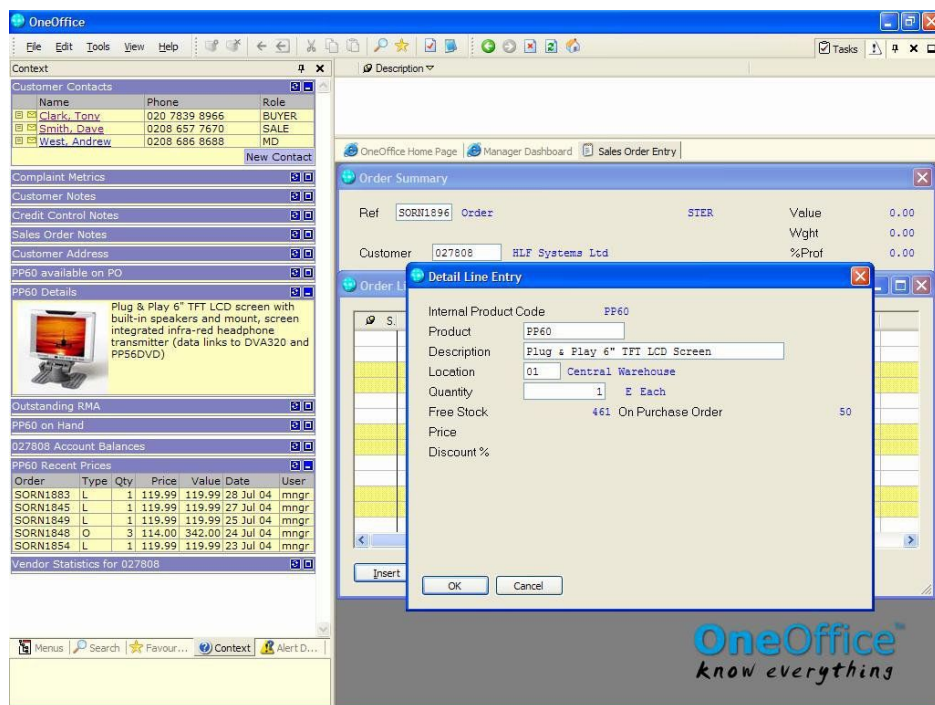 OneOffice
File Edit Tools View Help
Tasks
Context
Description
Customer Contacts
Name Phone Role
Clark, Tony 020 7839 8966 BUYER
Smith, Dave 0208 657 7670 SALE
West, Andrew 0208 686 8688 MD
New Contact
Complaint Metrics
Customer Notes
Credit Control Notes
Sales Order Notes
Customer Address
PP60 available on PO
PP60 Details
Plug & Play 6" TFT LCD screen with
built-in speakers and mount, screen
integrated infra-red headphone
transmitter (data links to DVA320 and
PP56DVD)
Outstanding RMA
PP60 on Hand
027808 Account Balances
PP60 Recent Prices
Order Type Qty Price Value Date User
SORN1883 L 1 119.99 119.99 28 Jul 04 mngr
SORN1845 L 1 119.99 119.99 27 Jul 04 mngr
SORN1849 L 1 119.99 119.99 25 Jul 04 mngr
SORN1848 O 3 114.00 342.00 24 Jul 04 mngr
SORN1854 L 1 119.99 119.99 23 Jul 04 mngr
Vendor Statistics for 027808
Menus Search Favour... Context Alert D...
OneOffice Home Page Manager Dashboard Sales Order Entry
Order Summary
Ref SORN1896 Order STER Value 0.00
Wght 0.00
Customer 027808 HLF Systems Ltd %Prof 0.00
Order Li
S.
Insert
Detail Line Entry
Internal Product Code PP60
Product PP60
Description Plug & Play 6" TFT LCD Screen
Location 01 Central Warehouse
Quantity 1 E Each
Free Stock 461 On Purchase Order 50
Price
Discount %
OK Cancel
OneOffice™
know everything